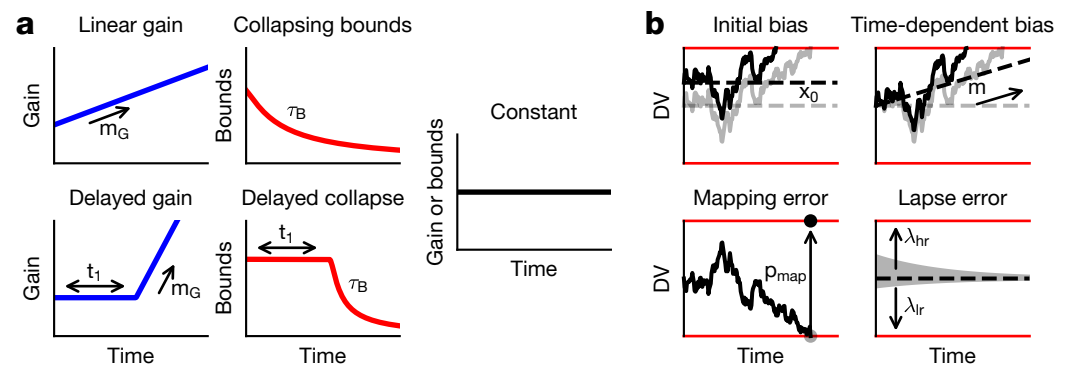 a
Linear gain
Gain
m_G
Collapsing bounds
Bounds
τ_B
Delayed gain
Gain
t_1
m_G
Time
Delayed collapse
Bounds
t_1
τ_B
Time
Constant
Gain or bounds
Time
b
Initial bias
DV
x_0
Time-dependent bias
DV
m
Mapping error
DV
p_map
Time
Lapse error
λ_hr
λ_lr
Time